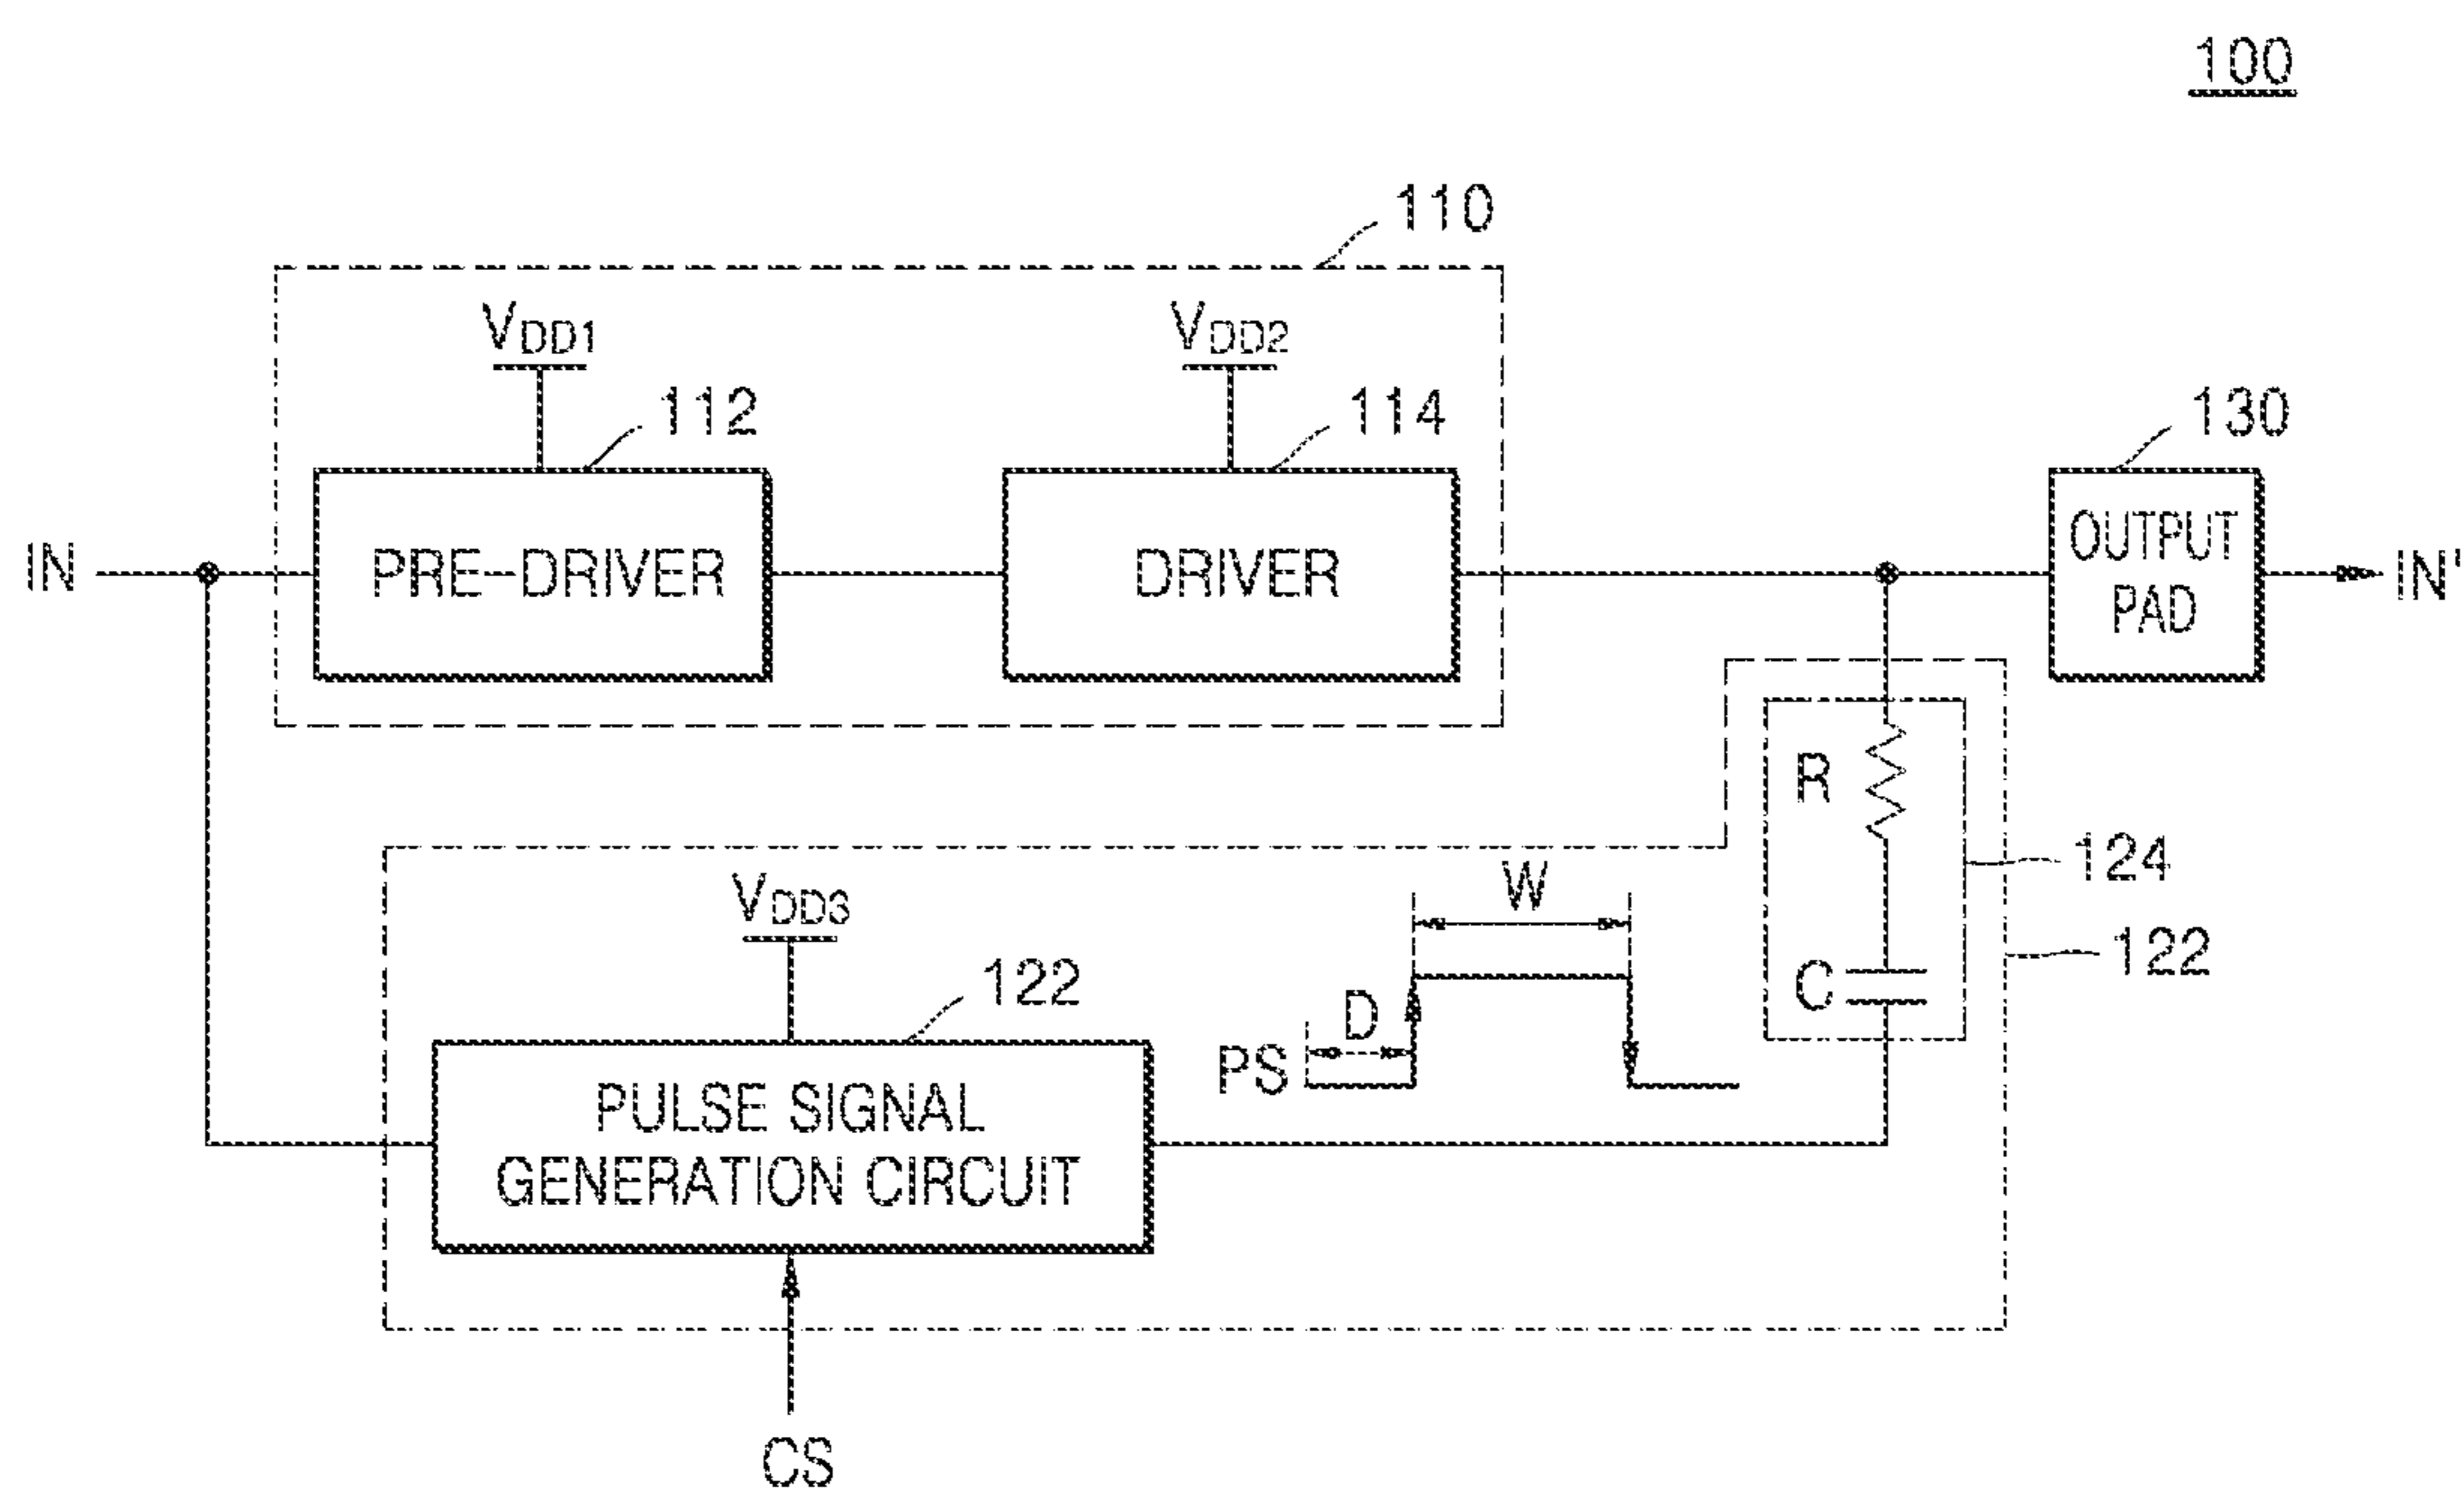 100
110
VDD1
VDD2
112
114
130
IN
PRE-DRIVER
DRIVER
OUTPUT
PAD
IN'
R
124
W
VDD3
122
C
122
D
PS
PULSE SIGNAL
GENERATION CIRCUIT
CS